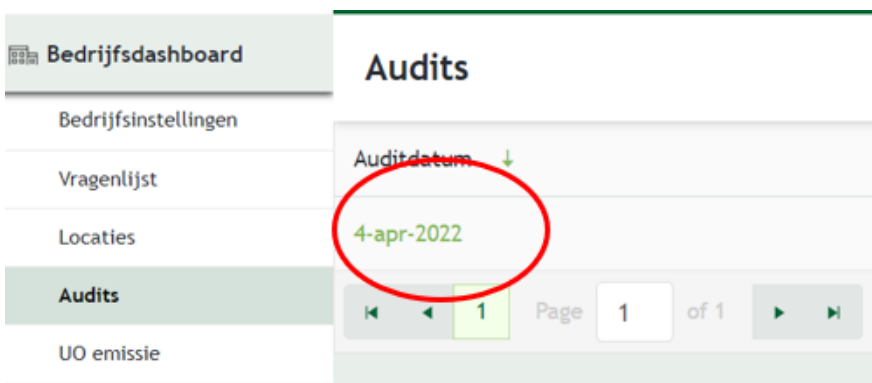 Bedrijfsdashboard
Bedrijfsinstellingen
Vragenlijst
Locaties
Audits
UO emissie
Audits
Auditdatum ↓
4-apr-2022
1 Page 1 of 1